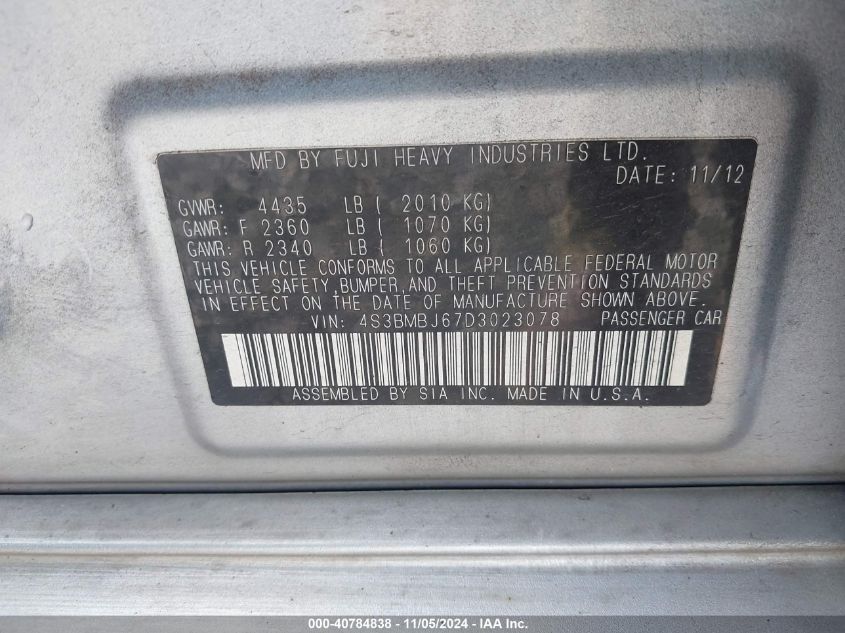 MFD BY FUJI HEAVY INDUSTRIES LTD.
DATE: 11/12
GVWR: 4435 LB ( 2010 KG)
GAWR: F 2360 LB ( 1070 KG)
GAWR: R 2340 LB ( 1060 KG)
THIS VEHICLE CONFORMS TO ALL APPLICABLE FEDERAL MOTOR
VEHICLE SAFETY,BUMPER,AND THEFT PREVENTION STANDARDS
IN EFFECT ON THE DATE OF MANUFACTURE SHOWN ABOVE.
VIN: 4S3BMBJ67D3023078 PASSENGER CAR
ASSEMBLED BY SIA INC. MADE IN U.S.A.
000-40784838 - 11/05/2024 - IAA Inc.